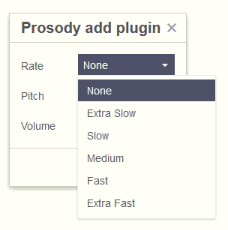 Prosody add plugin ×
Rate None
Pitch
Volume
None
Extra Slow
Slow
Medium
Fast
Extra Fast